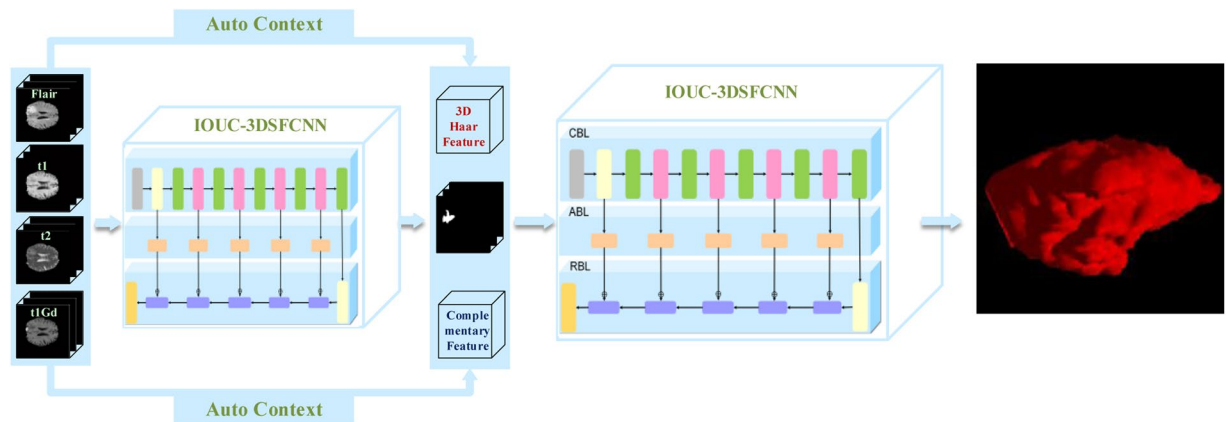 Auto Context
Flair
t1
t2
t1Gd
IOUC-3DSFCNN
3D
Haar
Feature
Comple
mentary
Feature
IOUC-3DSFCNN
CBL
ABL
RBL
Auto Context